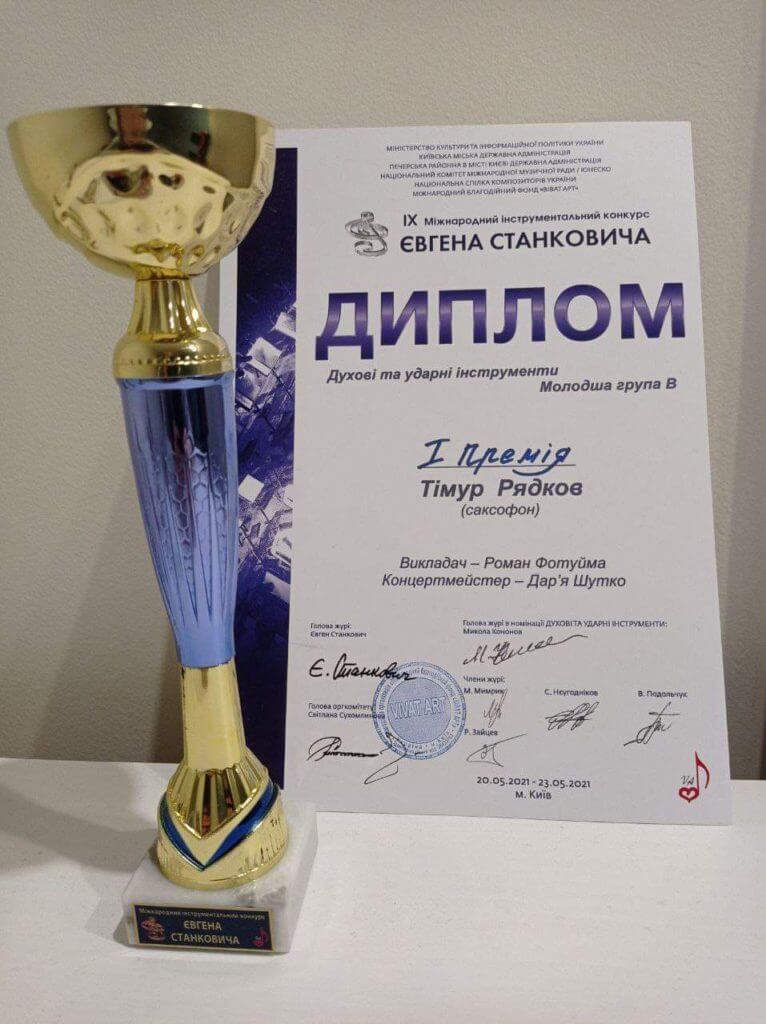 МІНІСТЕРСТВО КУЛЬТУРИ ТА ІНФОРМАЦІЙНОЇ ПОЛІТИКИ УКРАЇНИ
КИЇВСЬКА МІСЬКА ДЕРЖАВНА АДМІНІСТРАЦІЯ
ПЕЧЕРСЬКА РАЙОННА В МІСТІ КИЄВІ ДЕРЖАВНА АДМІНІСТРАЦІЯ
НАЦІОНАЛЬНИЙ КОМІТЕТ МІЖНАРОДНОЇ МУЗИЧНОЇ РАДИ / ЮНЕСКО
НАЦІОНАЛЬНА СПІЛКА КОМПОЗИТОРІВ УКРАЇНИ
МІЖНАРОДНИЙ БЛАГОДІЙНИЙ ФОНД «ВІВАТ АРТ»
IX Міжнародний інструментальний конкурс
ЄВГЕНА СТАНКОВИЧА
ДИПЛОМ
Духові та ударні інструменти
Молодша група В
I премія
Тімур Рядков
(саксофон)
Викладач – Роман Фотуйма
Концертмейстер – Дар'я Шутко
Голова журі:
Євген Станкович
Є. Станкович
Голова журі в номінації ДУХОВІ ТА УДАРНІ ІНСТРУМЕНТИ:
Микола Кононов
Члени журі:
М. Мимрик
С. Нєугодніков
В. Подольчук
Р. Зайцев
Голова оргкомітету
Світлана Сухомлинова
VIVAT ART
20.05.2021 - 23.05.2021
м. Київ
VA
Міжнародний інструментальний конкурс
ЄВГЕНА
СТАНКОВИЧА